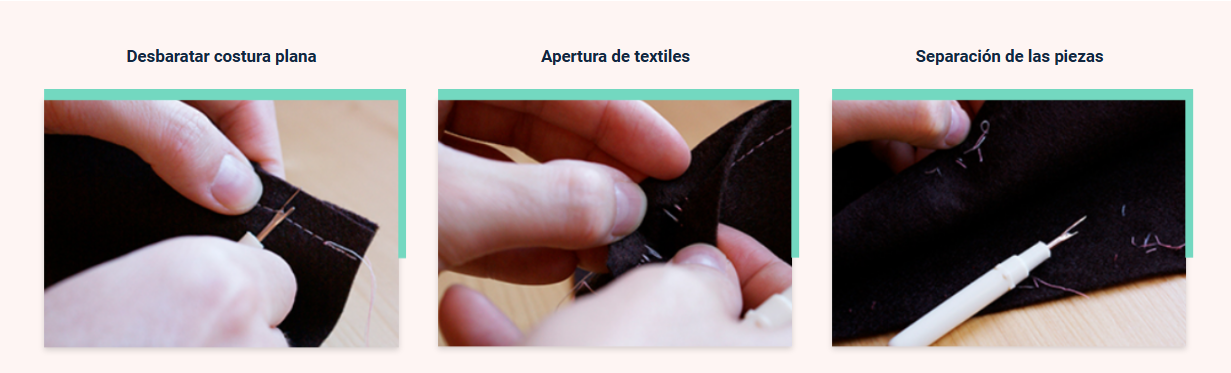 Desbaratar costura plana
Apertura de textiles
Separación de las piezas